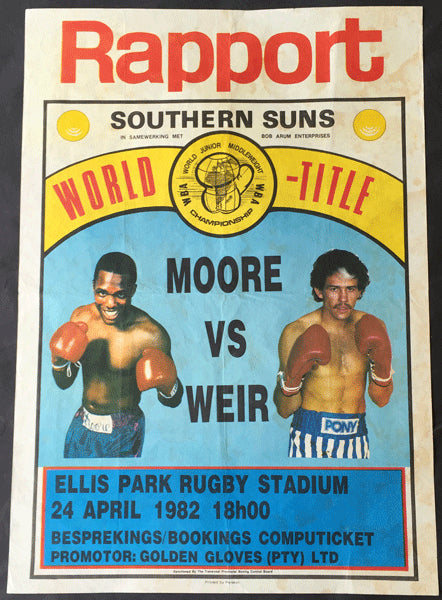 Rapport
SOUTHERN SUNS
IN SAMEWERKING MET BOB ARUM ENTERPRISES
WORLD -TITLE
WBA WORLD JUNIOR MIDDLEWEIGHT WBA
CHAMPIONSHIP
MOORE
VS
WEIR
Moore
PONY
ELLIS PARK RUGBY STADIUM
24 APRIL 1982 18h00
BESPREKINGS/BOOKINGS COMPUTICKET
PROMOTOR: GOLDEN GLOVES (PTY) LTD
Sanctioned By The Transvaal Provincial Boxing Control Board